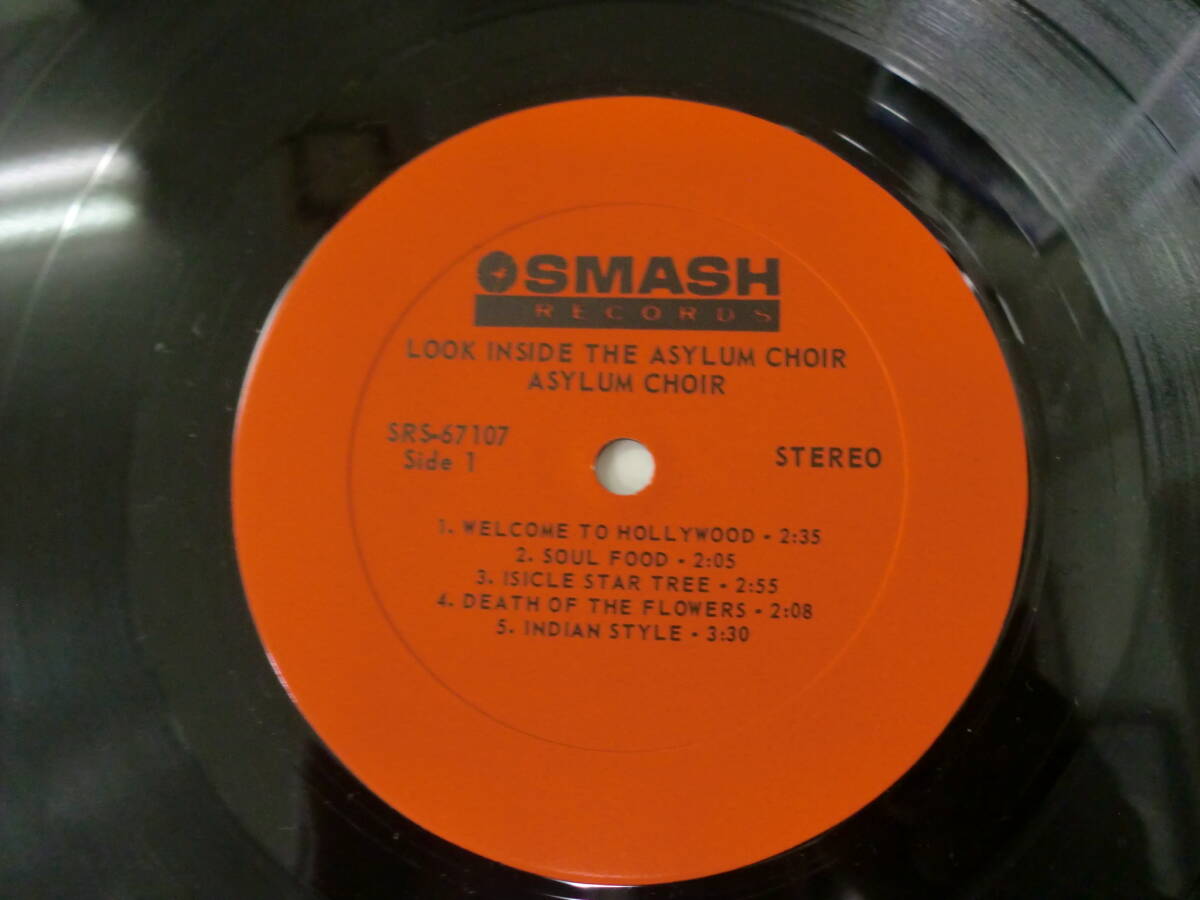 SMASH
RECORDS
LOOK INSIDE THE ASYLUM CHOIR
ASYLUM CHOIR
SRS-67107
Side 1
STEREO
1. WELCOME TO HOLLYWOOD - 2:35
2. SOUL FOOD - 2:05
3. ISICLE STAR TREE - 2:55
4. DEATH OF THE FLOWERS - 2:08
5. INDIAN STYLE - 3:30